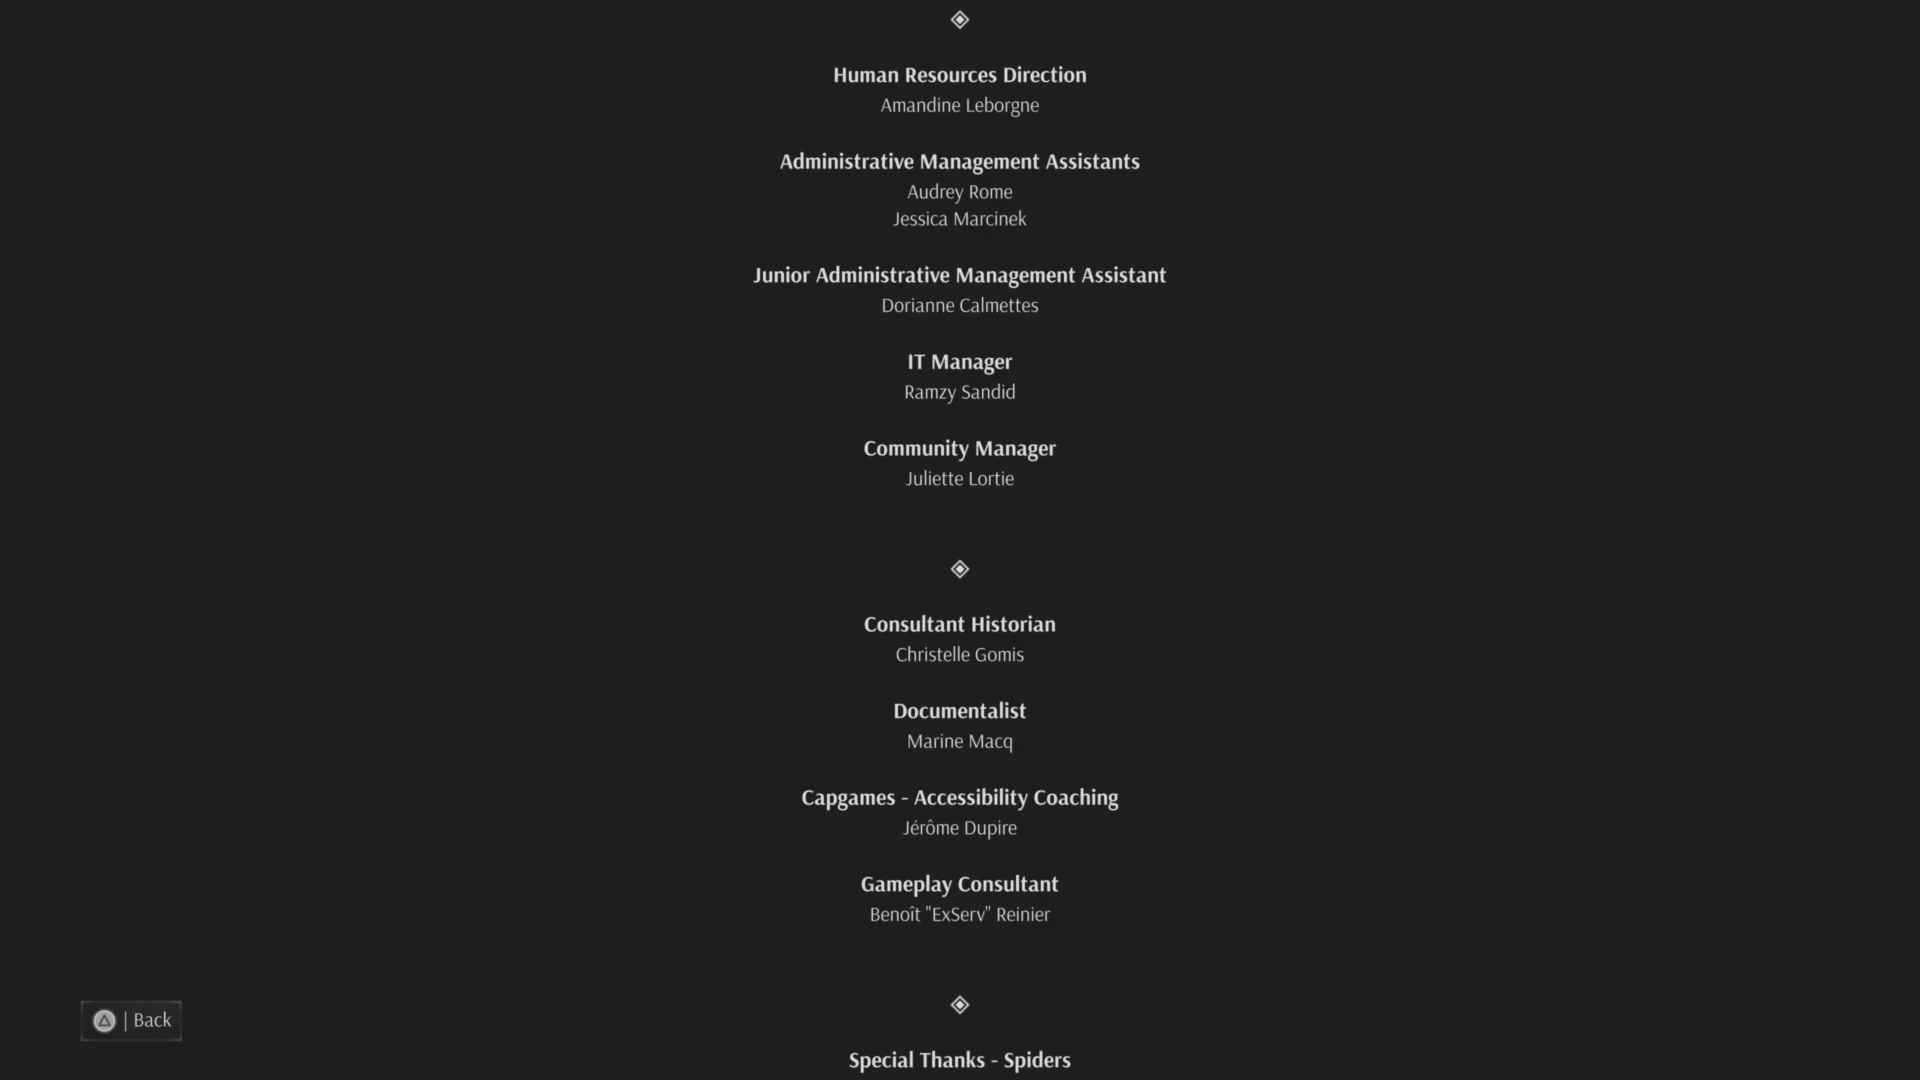 Human Resources Direction
Amandine Leborgne
Administrative Management Assistants
Audrey Rome
Jessica Marcinek
Junior Administrative Management Assistant
Dorianne Calmettes
IT Manager
Ramzy Sandid
Community Manager
Juliette Lortie
Consultant Historian
Christelle Gomis
Documentalist
Marine Macq
Capgames - Accessibility Coaching
Jérôme Dupire
Gameplay Consultant
Benoît "ExServ" Reinier
| Back
Special Thanks - Spiders